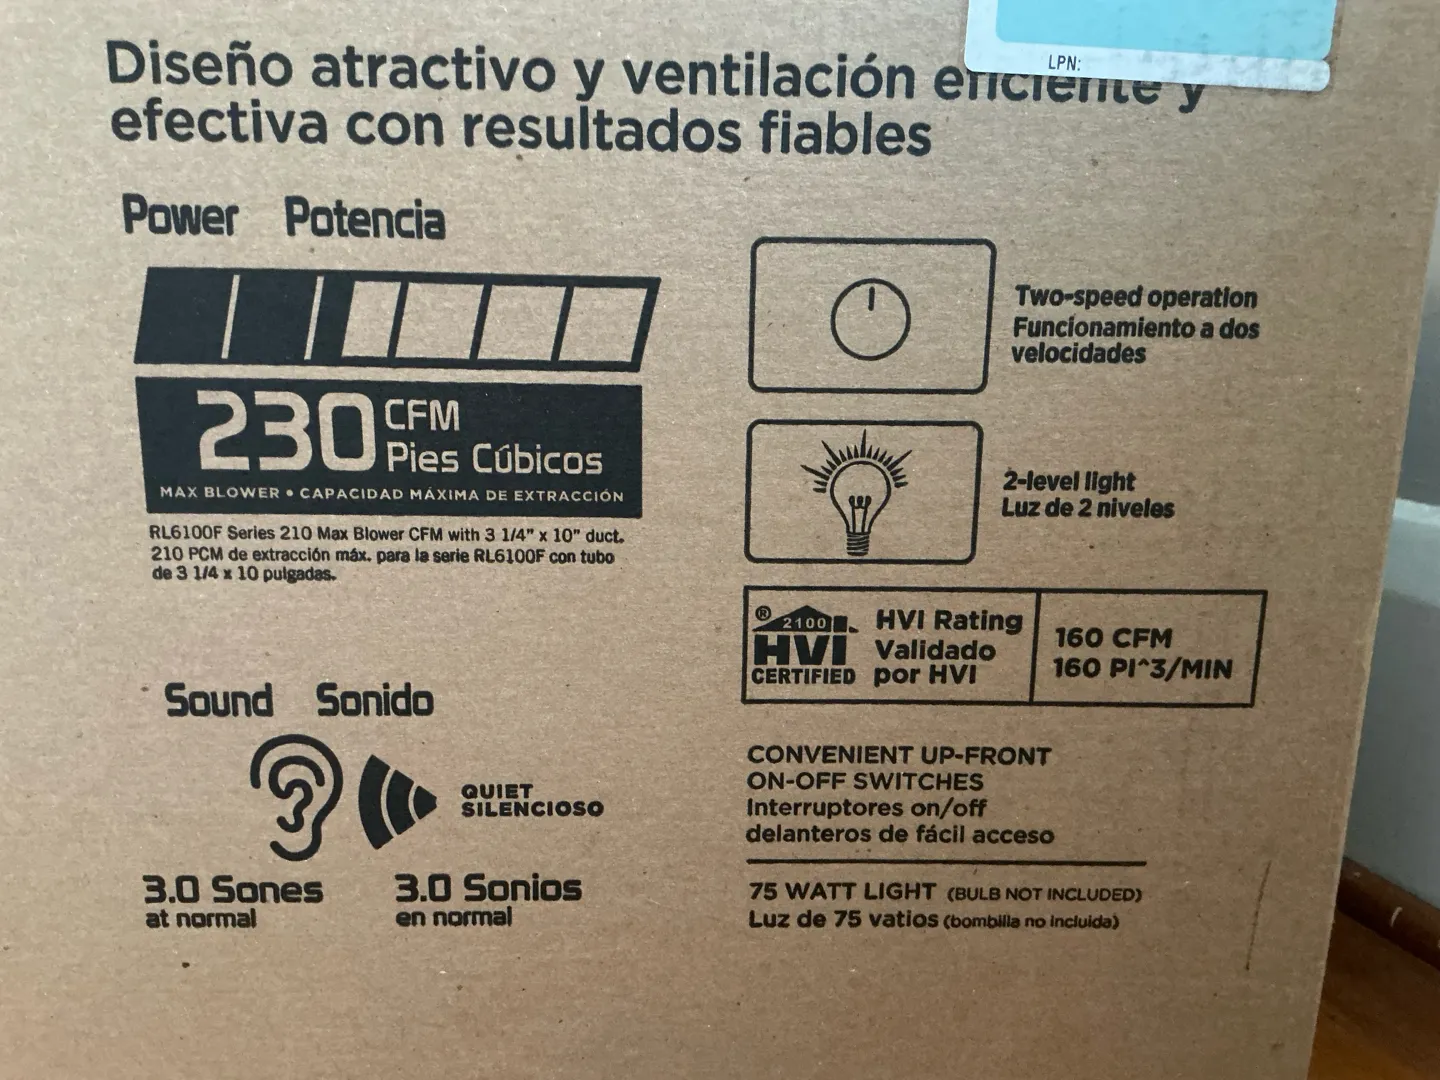 LPN:
Diseño atractivo y ventilación eficiente y
efectiva con resultados fiables
Power Potencia
230 CFM
Pies Cúbicos
MAX BLOWER • CAPACIDAD MÁXIMA DE EXTRACCIÓN
RL6100F Series 210 Max Blower CFM with 3 1/4" x 10" duct.
210 PCM de extracción máx. para la serie RL6100F con tubo
de 3 1/4 x 10 pulgadas.
Two-speed operation
Funcionamiento a dos
velocidades
2-level light
Luz de 2 niveles
® 2100
HVI
CERTIFIED
HVI Rating
Validado
por HVI
160 CFM
160 PI^3/MIN
Sound Sonido
QUIET
SILENCIOSO
3.0 Sones
at normal
3.0 Sonios
en normal
CONVENIENT UP-FRONT
ON-OFF SWITCHES
Interruptores on/off
delanteros de fácil acceso
75 WATT LIGHT (BULB NOT INCLUDED)
Luz de 75 vatios (bombilla no incluida)